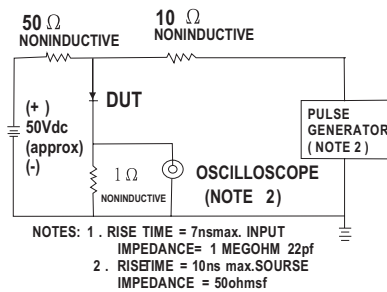 50 Ω
NONINDUCTIVE
10 Ω
NONINDUCTIVE
DUT
(+)
50Vdc
(approx)
(-)
PULSE
GENERATOR
( NOTE 2 )
1 Ω
NONINDUCTIVE
OSCILLOSCOPE
(NOTE 2)
NOTES: 1 . RISE TIME = 7nsmax. INPUT
IMPEDANCE= 1 MEGOHM 22pf
2 . RISETIME = 10ns max.SOURSE
IMPEDANCE = 50ohmsf